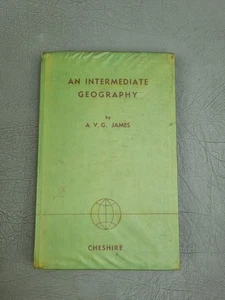 AN INTERMEDIATE
GEOGRAPHY
by
A. V. G. JAMES
CHESHIRE